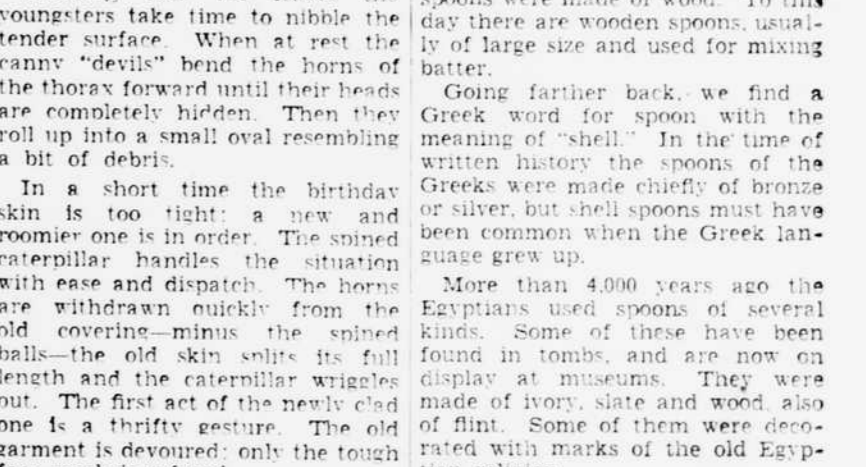 youngsters take time to nibble the
tender surface. When at rest the
canny "devils" bend the horns of
the thorax forward until their heads
are completely hidden. Then they
roll up into a small oval resembling
a bit of debris.
In a short time the birthday
skin is too tight: a new and
roomier one is in order. The spined
caterpillar handles the situation
with ease and dispatch. The horns
are withdrawn quickly from the
old covering—minus the spined
balls—the old skin splits its full
length and the caterpillar wriggles
out. The first act of the newly clad
one is a thrifty gesture. The old
garment is devoured: only the tough
spoons were made of wood. To this
day there are wooden spoons, usual-
ly of large size and used for mixing
batter.
Going farther back, we find a
Greek word for spoon with the
meaning of "shell." In the time of
written history the spoons of the
Greeks were made chiefly of bronze
or silver, but shell spoons must have
been common when the Greek lan-
guage grew up.
More than 4,000 years ago the
Egyptians used spoons of several
kinds. Some of these have been
found in tombs, and are now on
display at museums. They were
made of ivory, slate and wood, also
of flint. Some of them were deco-
rated with marks of the old Egyp-